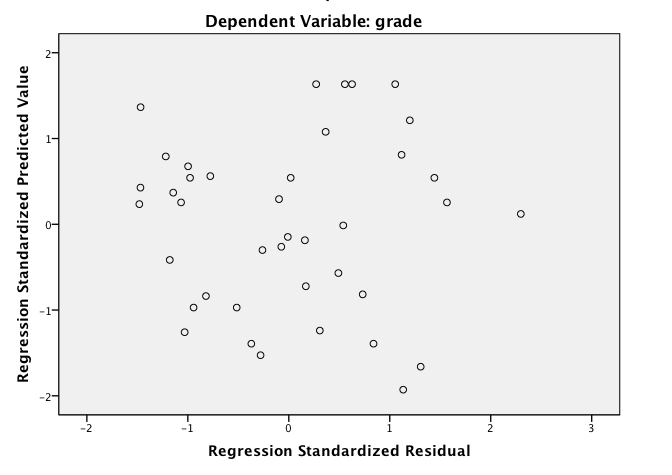 Dependent Variable: grade
Regression Standardized Predicted Value
2
1
0
-1
-2
-2 -1 0 1 2 3
Regression Standardized Residual